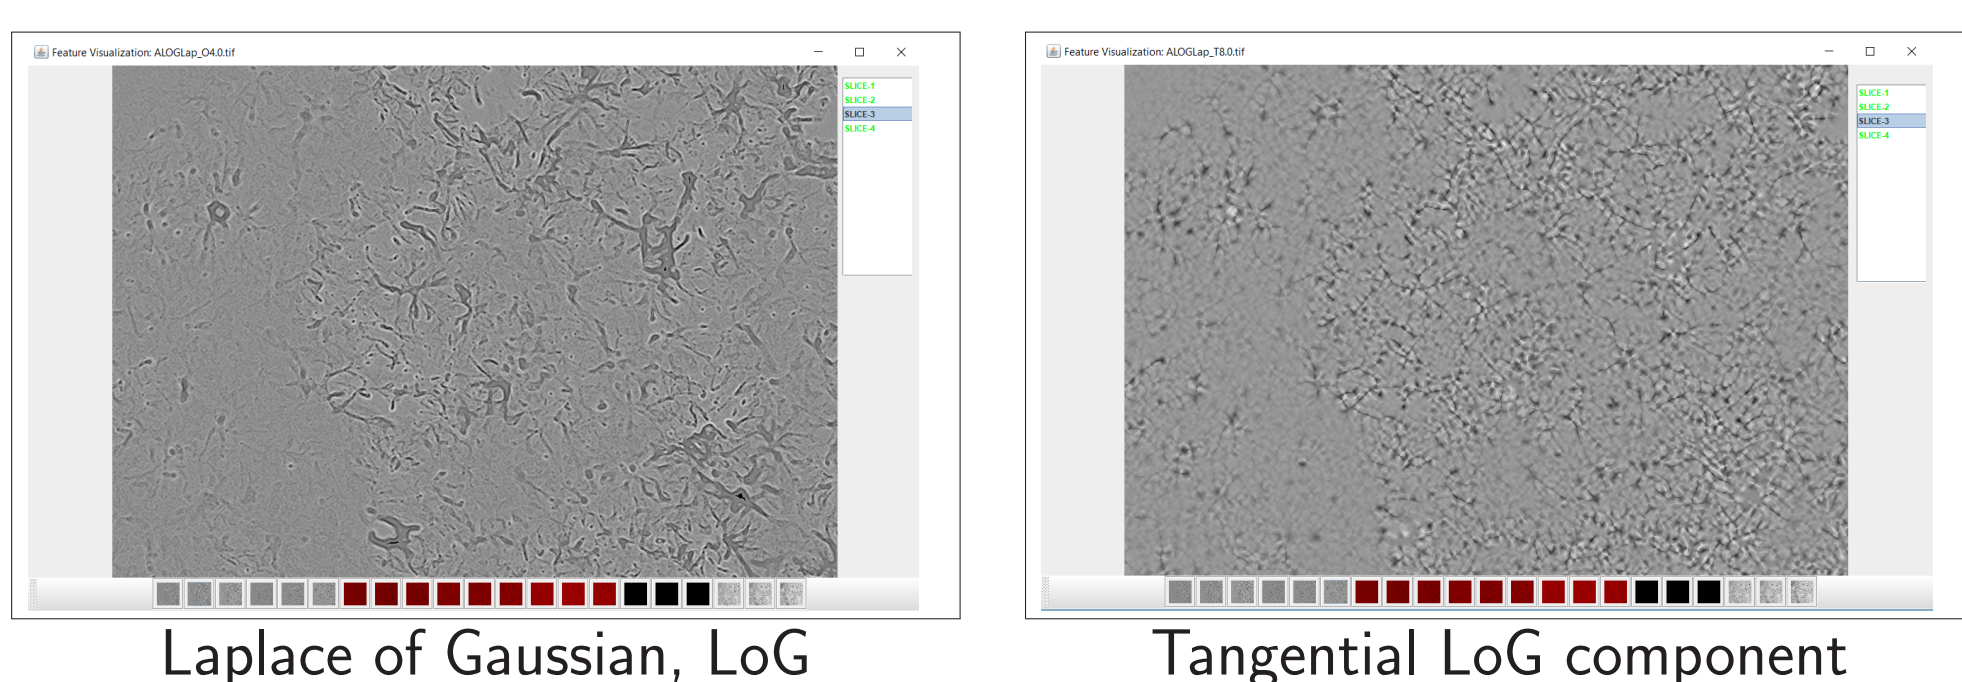 Feature Visualization: ALOGLap_O4.0.tif
SLICE-1
SLICE-2
SLICE-3
SLICE-4
Laplace of Gaussian, LoG
Feature Visualization: ALOGLap_T8.0.tif
SLICE-1
SLICE-2
SLICE-3
SLICE-4
Tangential LoG component